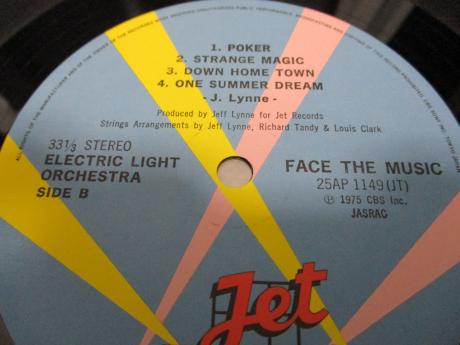 1. POKER
2. STRANGE MAGIC
3. DOWN HOME TOWN
4. ONE SUMMER DREAM
- J. Lynne -
Produced by Jeff Lynne for Jet Records
Strings Arrangements by Jeff Lynne, Richard Tandy & Louis Clark
33⅓ STEREO
ELECTRIC LIGHT
ORCHESTRA
SIDE B
FACE THE MUSIC
25AP 1149 (JT)
℗ 1975 CBS Inc.
JASRAC
Jet